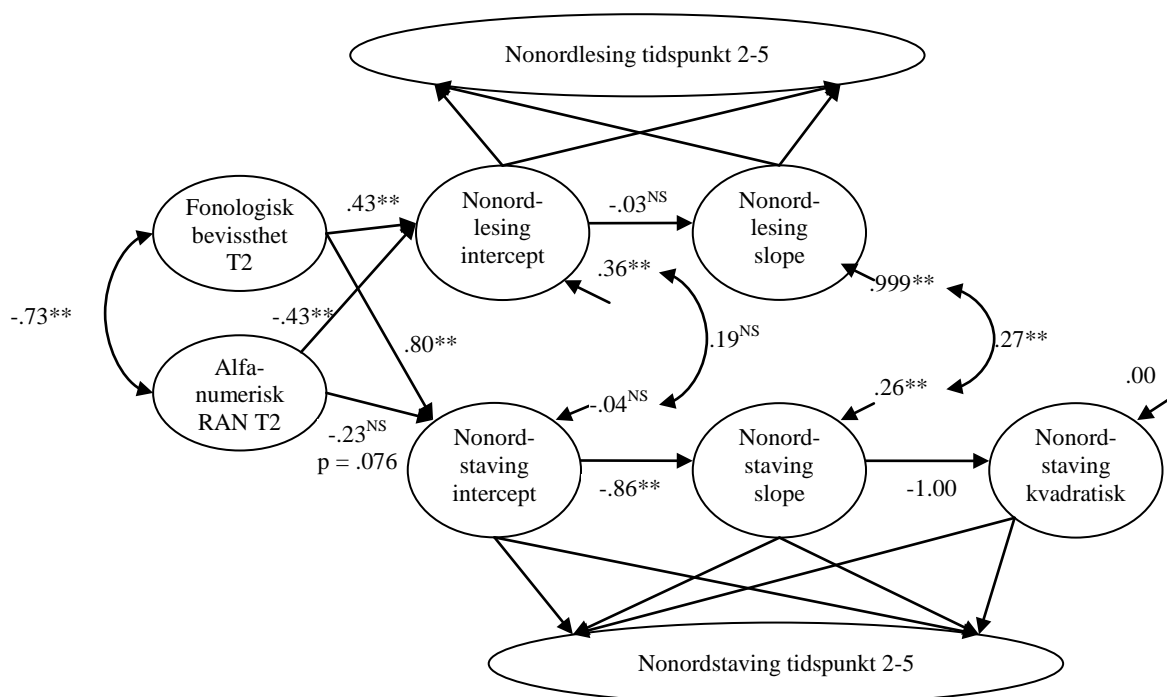 Nonordlesing tidspunkt 2-5
Fonologisk
bevissthet
T2
.43**
Nonord-
lesing
intercept
-.03NS
Nonord-
lesing
slope
.36**
.999**
-.73**
-.43**
.80**
.19NS
.27**
Alfa-
numerisk
RAN T2
-.23NS
p = .076
-.04NS
.26**
.00
Nonord-
staving
intercept
-.86**
Nonord-
staving
slope
-1.00
Nonord-
staving
kvadratisk
Nonordstaving tidspunkt 2-5